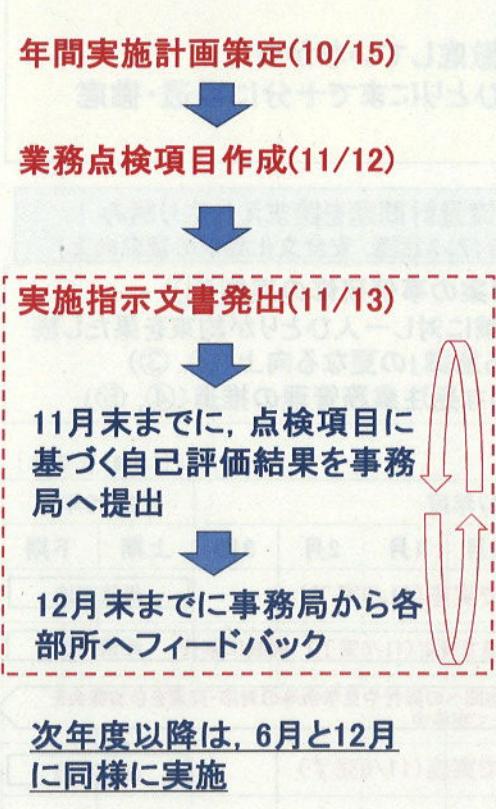 年間実施計画策定(10/15)
業務点検項目作成(11/12)
実施指示文書発出(11/13)
11月末までに，点検項目に
基づく自己評価結果を事務
局へ提出
12月末までに事務局から各
部所へフィードバック
次年度以降は，6月と12月
に同様に実施